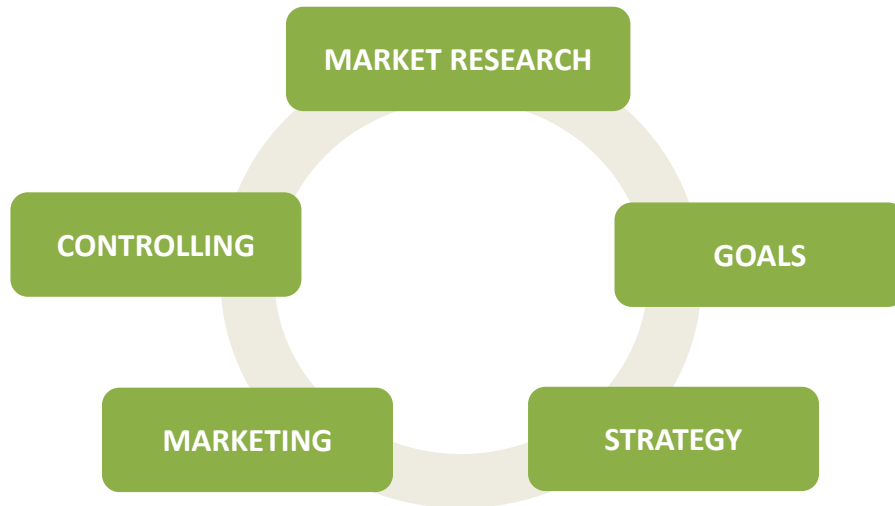 MARKET RESEARCH
GOALS
STRATEGY
MARKETING
CONTROLLING